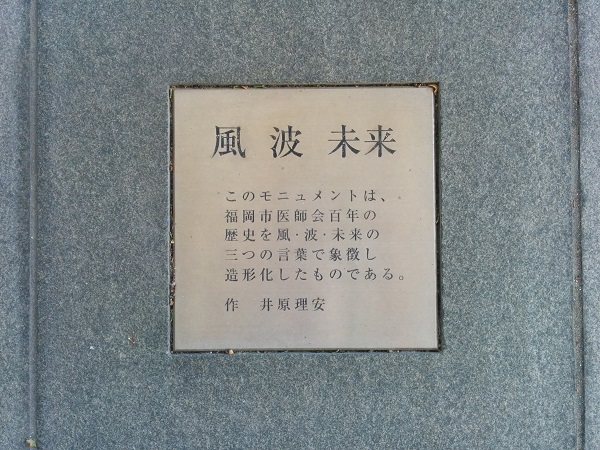 風 波 未来
このモニュメントは、
福岡市医師会百年の
歴史を風·波·未来の
三つの言葉で象徴し
造形化したものである。
作 井原理安